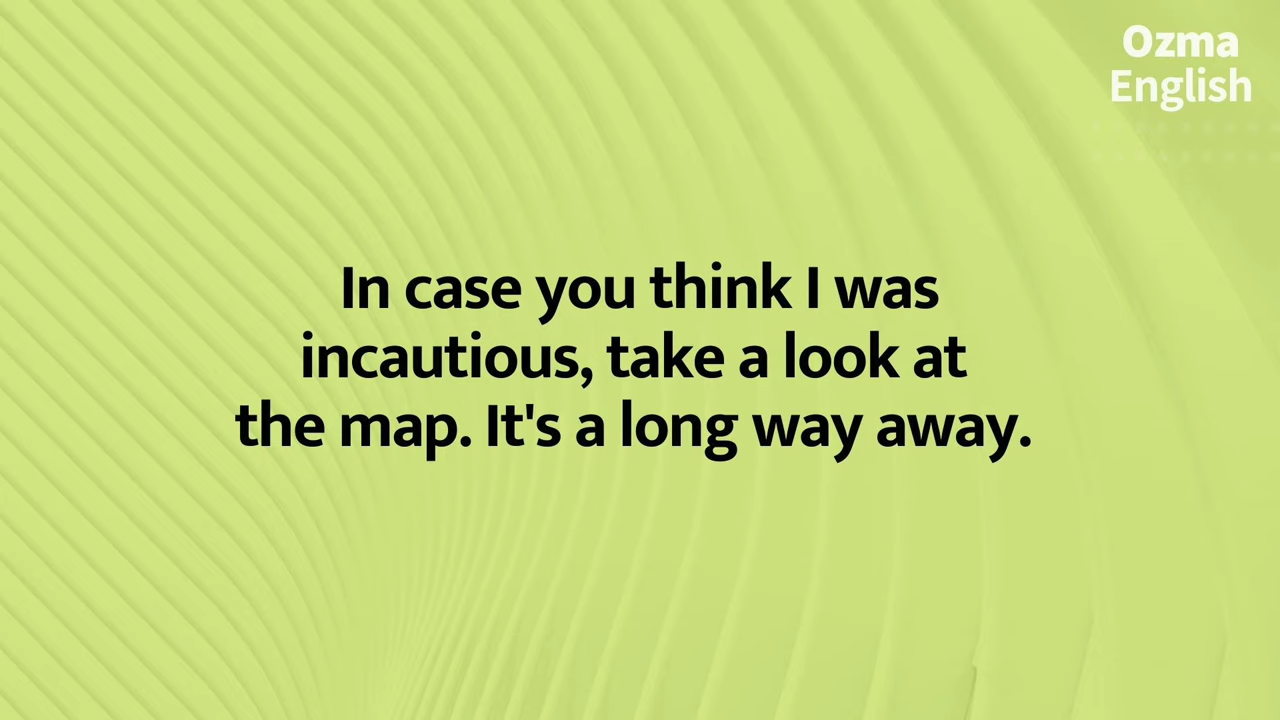 Ozma
English
In case you think I was
incautious, take a look at
the map. It's a long way away.